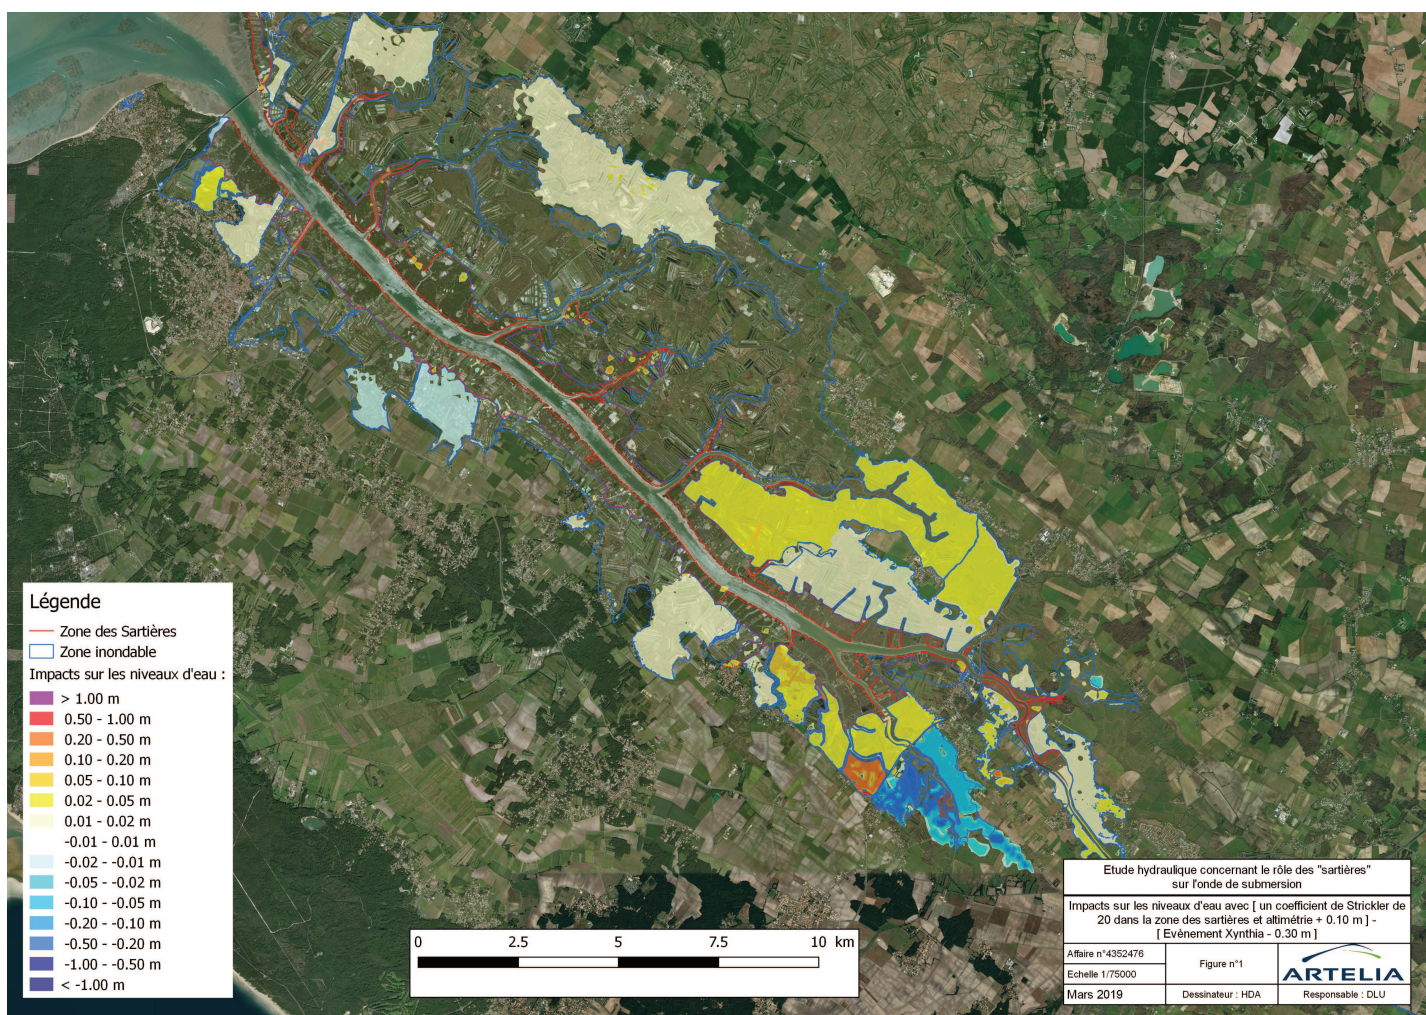 Légende
Zone des Sartières
Zone inondable
Impacts sur les niveaux d'eau :
> 1.00 m
0.50 - 1.00 m
0.20 - 0.50 m
0.10 - 0.20 m
0.05 - 0.10 m
0.02 - 0.05 m
0.01 - 0.02 m
-0.01 - 0.01 m
-0.02 - -0.01 m
-0.05 - -0.02 m
-0.10 - -0.05 m
-0.20 - -0.10 m
-0.50 - -0.20 m
-1.00 - -0.50 m
< -1.00 m
0 2.5 5 7.5 10 km
Etude hydraulique concernant le rôle des "sartières"
sur l'onde de submersion
Impacts sur les niveaux d'eau avec [ un coefficient de Strickler de
20 dans la zone des sartières et altimétrie + 0.10 m ] -
[ Evènement Xynthia - 0.30 m ]
Affaire n°4352476
Echelle 1/75000
Mars 2019
Figure n°1
Dessinateur : HDA
ARTELIA
Responsable : DLU